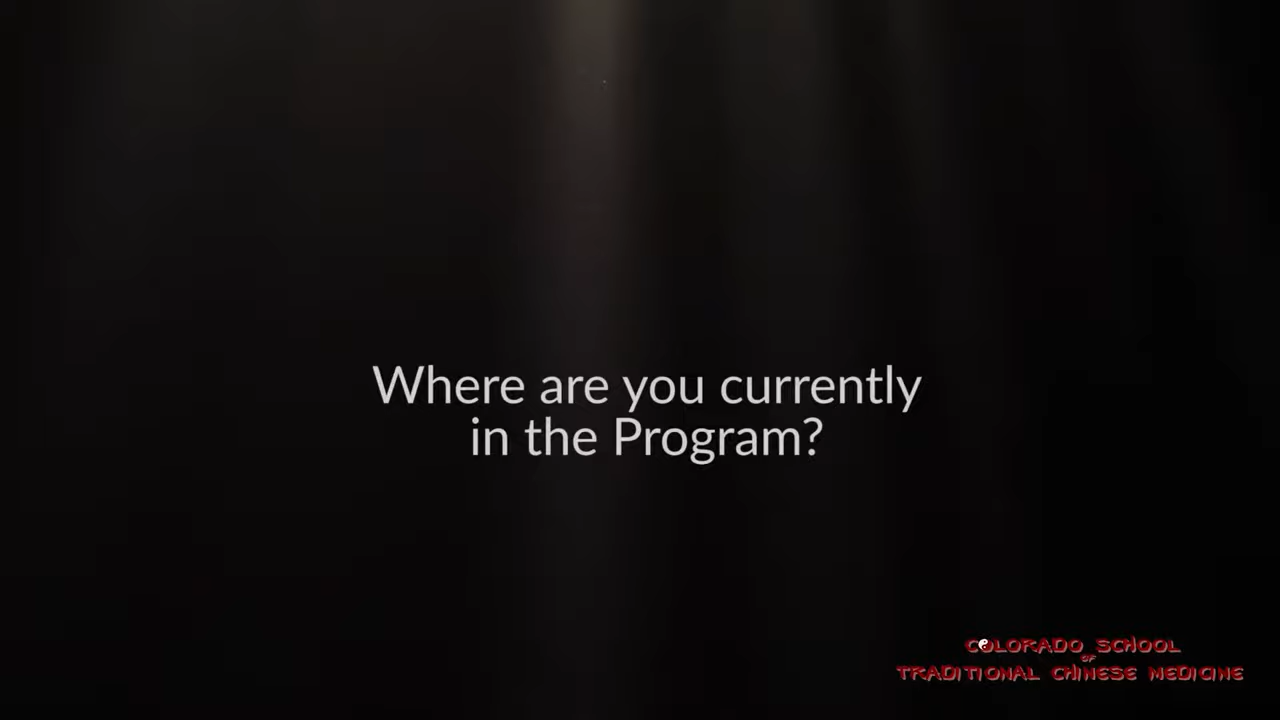 Where are you currently
in the Program?
COLORADO SCHOOL
OF
TRADITIONAL CHINESE MEDICINE